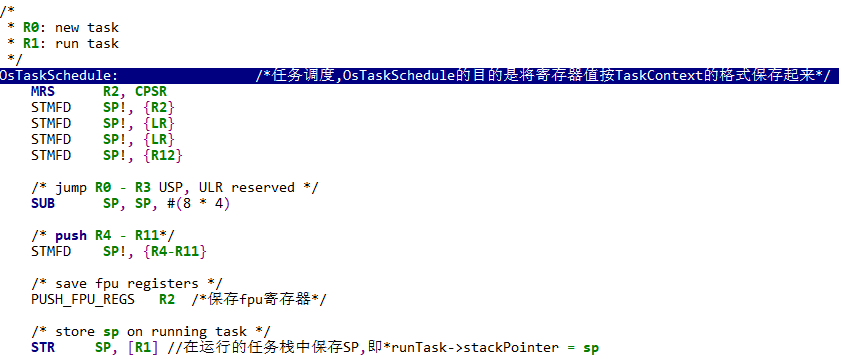 /*
 * R0: new task
 * R1: run task
 */
OsTaskSchedule: /*任务调度,OsTaskSchedule的目的是将寄存器值按TaskContext的格式保存起来*/
    MRS      R2, CPSR
    STMFD    SP!, {R2}
    STMFD    SP!, {LR}
    STMFD    SP!, {LR}
    STMFD    SP!, {R12}
    /* jump R0 - R3 USP, ULR reserved */
    SUB      SP, SP, #(8 * 4)
    /* push R4 - R11*/
    STMFD    SP!, {R4-R11}
    /* save fpu registers */
    PUSH_FPU_REGS   R2  /*保存fpu寄存器*/
    /* store sp on running task */
    STR     SP, [R1] //在运行的任务栈中保存SP,即*runTask->stackPointer = sp